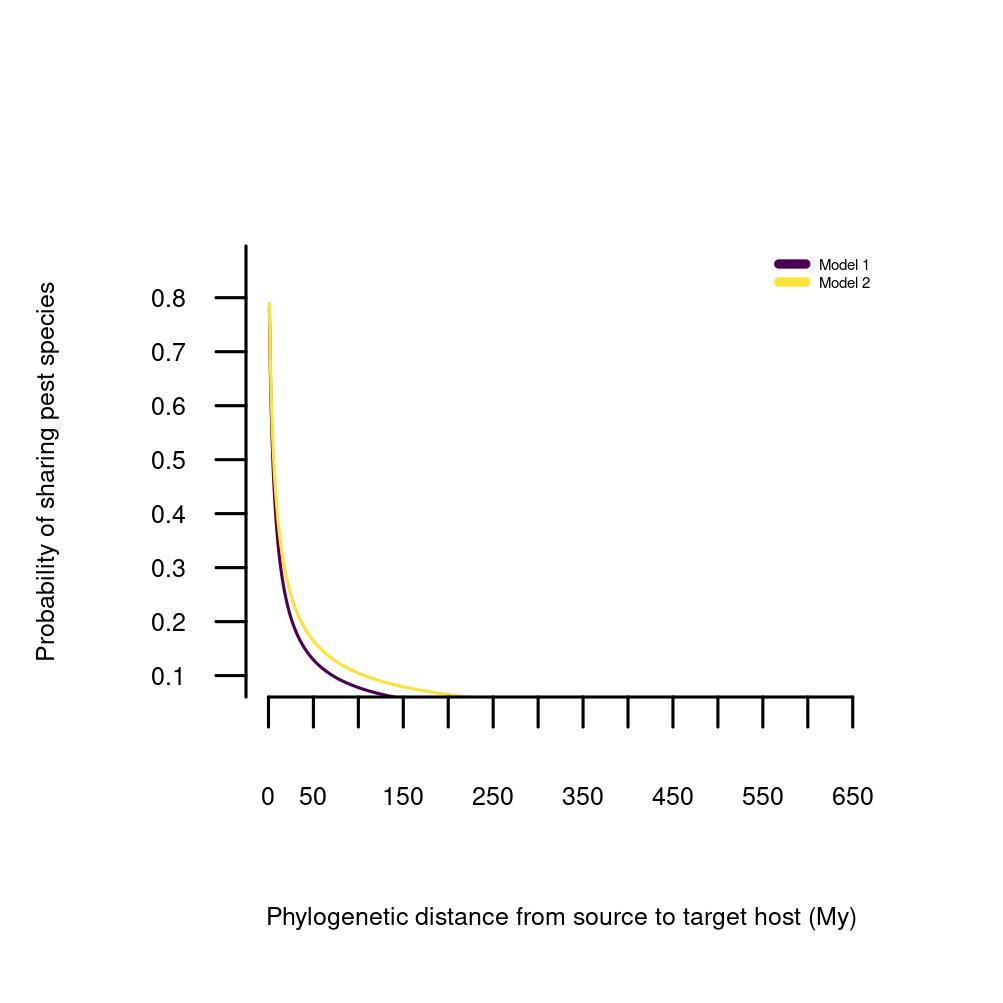 Model 1
Model 2
0.8
0.7
0.6
0.5
0.4
0.3
0.2
0.1
Probability of sharing pest species
0 50 150 250 350 450 550 650
Phylogenetic distance from source to target host (My)